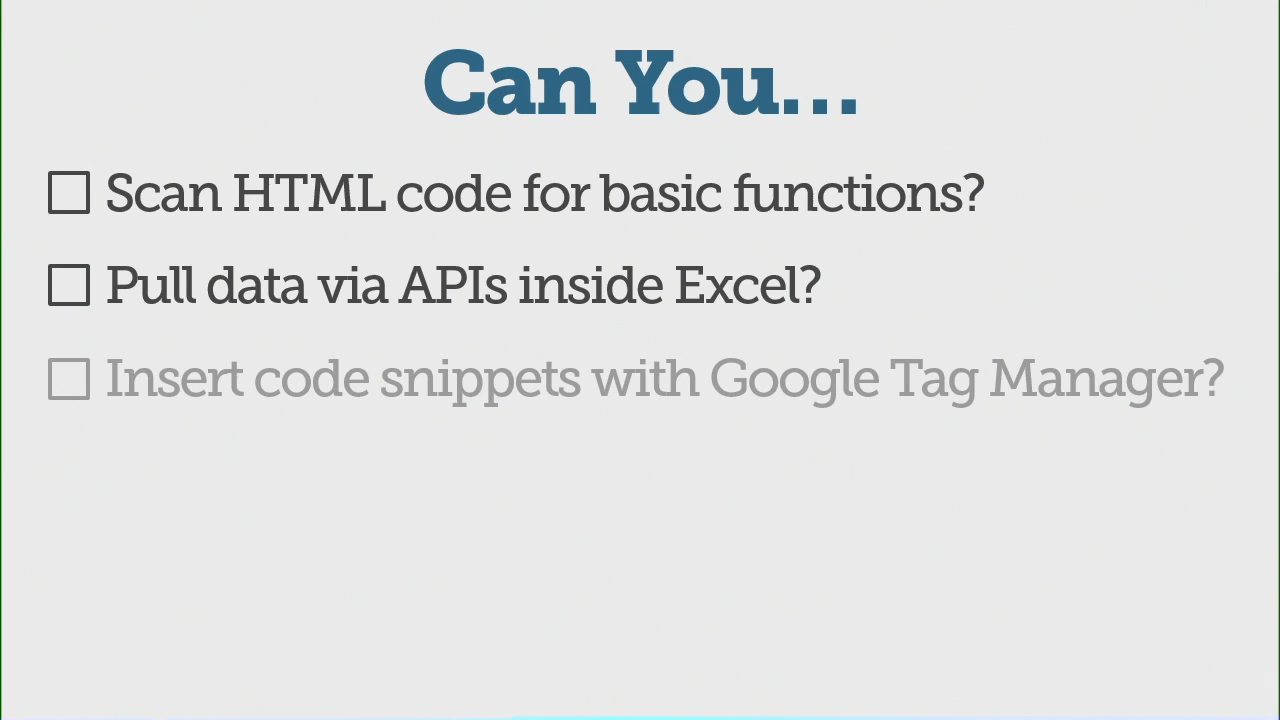 Can You...
Scan HTML code for basic functions?
Pull data via APIs inside Excel?
Insert code snippets with Google Tag Manager?